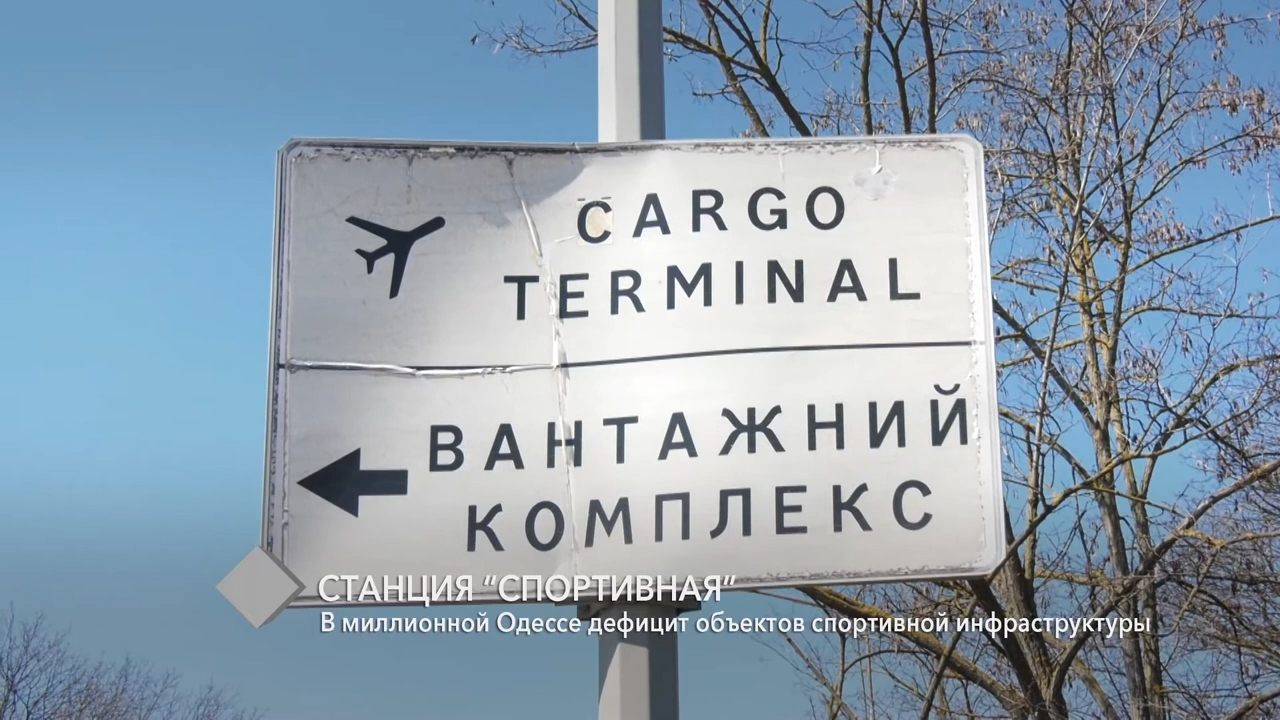 CARGO
TERMINAL
ВАНТАЖНИЙ
КОМПЛЕКС
СТАНЦИЯ “СПОРТИВНАЯ”
В миллионной Одессе дефицит объектов спортивной инфраструктуры